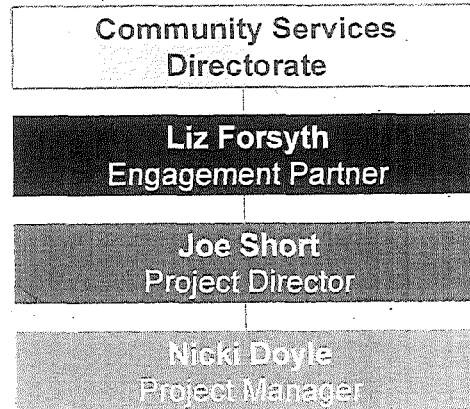 Community Services
Directorate
Liz Forsyth
Engagement Partner
Joe Short
Project Director
Nicki Doyle
Project Manager